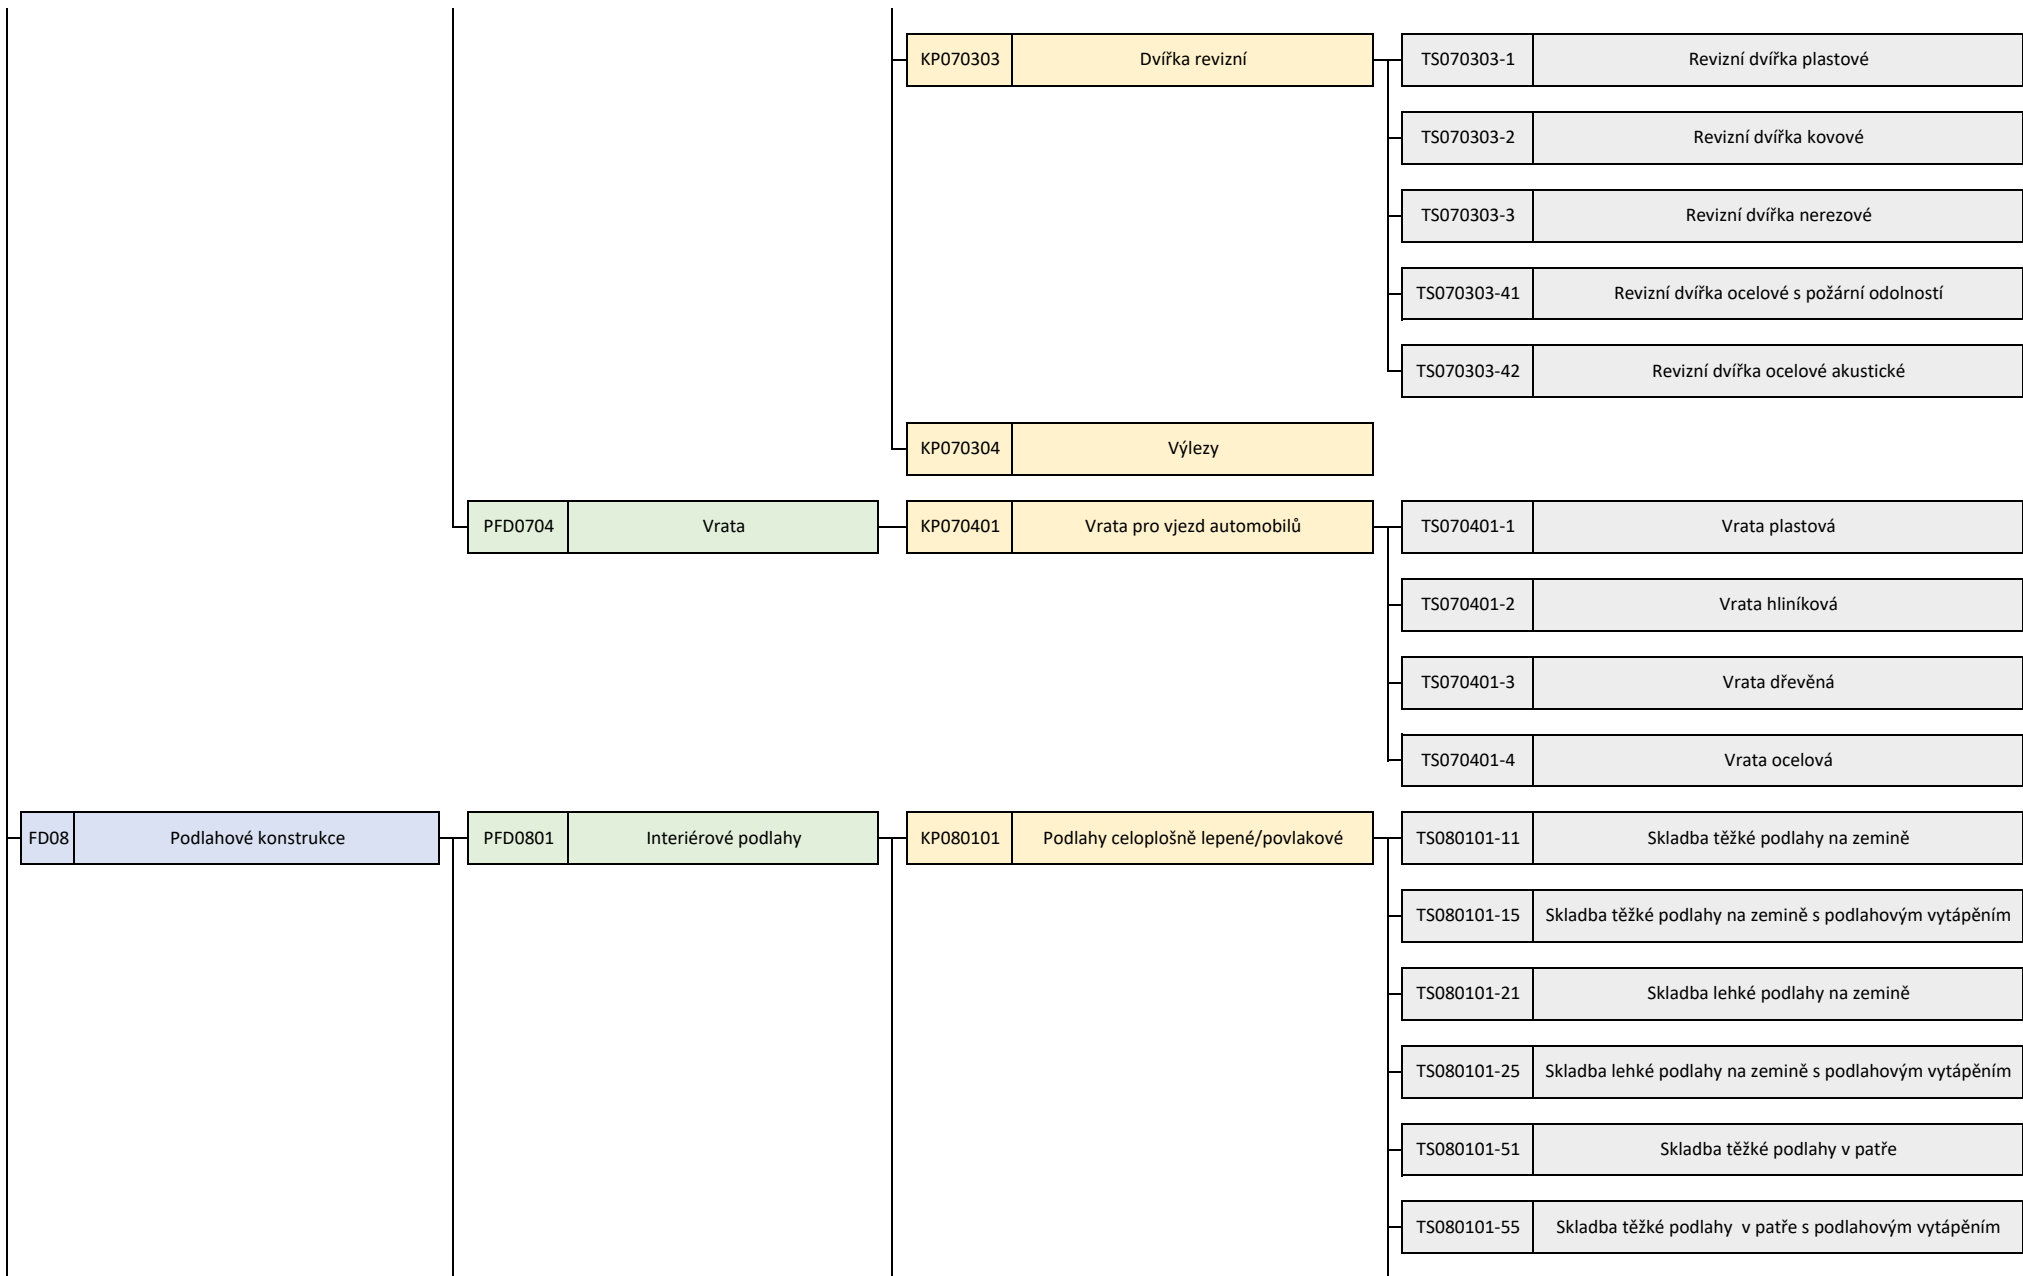 KP070303 Dvířka revizní TS070303-1 Revizní dvířka plastové
TS070303-2 Revizní dvířka kovové
TS070303-3 Revizní dvířka nerezové
TS070303-41 Revizní dvířka ocelové s požární odolností
TS070303-42 Revizní dvířka ocelové akustické
KP070304 Výlezy
PFD0704 Vrata KP070401 Vrata pro vjezd automobilů TS070401-1 Vrata plastová
TS070401-2 Vrata hliníková
TS070401-3 Vrata dřevěná
TS070401-4 Vrata ocelová
FD08 Podlahové konstrukce PFD0801 Interiérové podlahy KP080101 Podlahy celoplošně lepené/povlakové TS080101-11 Skladba těžké podlahy na zemině
TS080101-15 Skladba těžké podlahy na zemině s podlahovým vytápěním
TS080101-21 Skladba lehké podlahy na zemině
TS080101-25 Skladba lehké podlahy na zemině s podlahovým vytápěním
TS080101-51 Skladba těžké podlahy v patře
TS080101-55 Skladba těžké podlahy v patře s podlahovým vytápěním